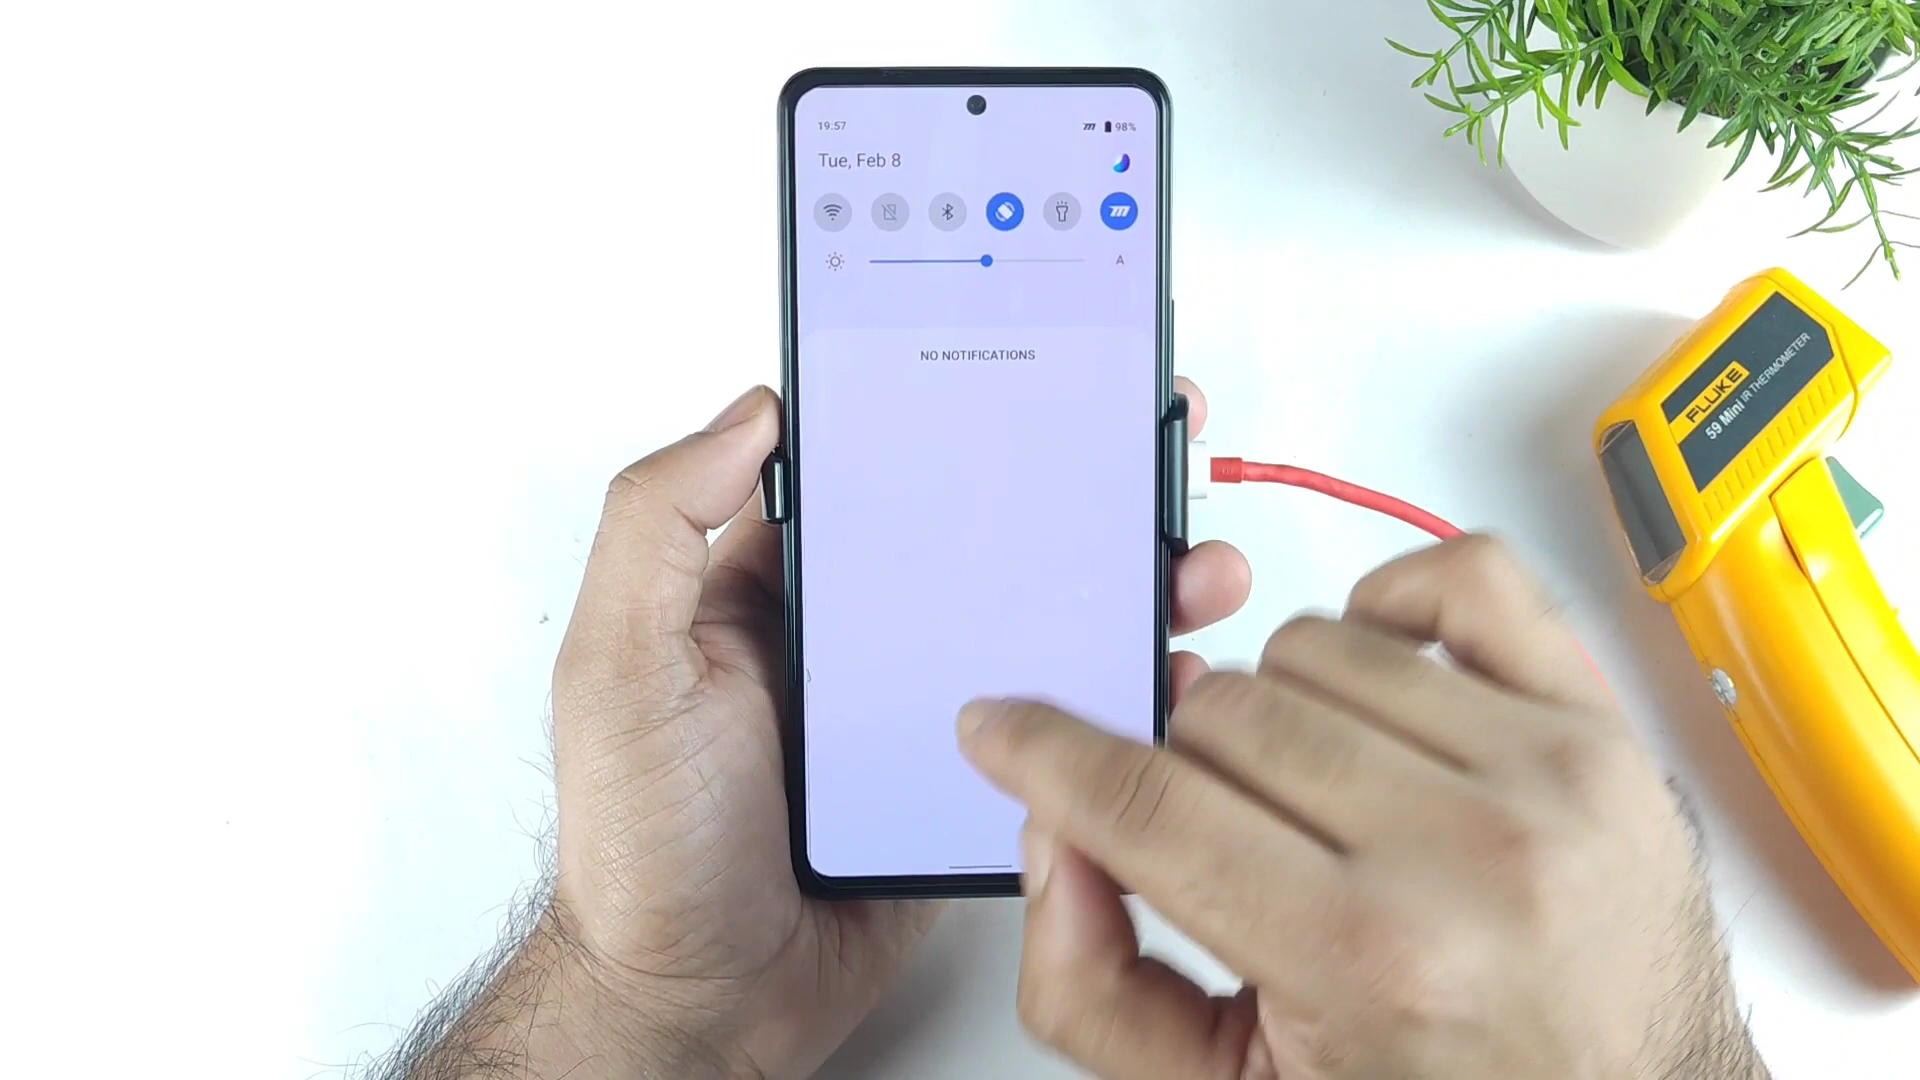 19:57
98%
Tue, Feb 8
A
NO NOTIFICATIONS
FLUKE
59 Mini IR THERMOMETER